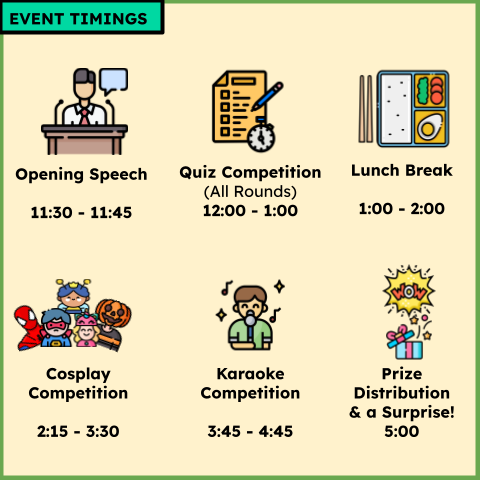 EVENT TIMINGS
Opening Speech
11:30 - 11:45
Quiz Competition
(All Rounds)
12:00 - 1:00
Lunch Break
1:00 - 2:00
Cosplay
Competition
2:15 - 3:30
Karaoke
Competition
3:45 - 4:45
WOW
Prize
Distribution
& a Surprise!
5:00